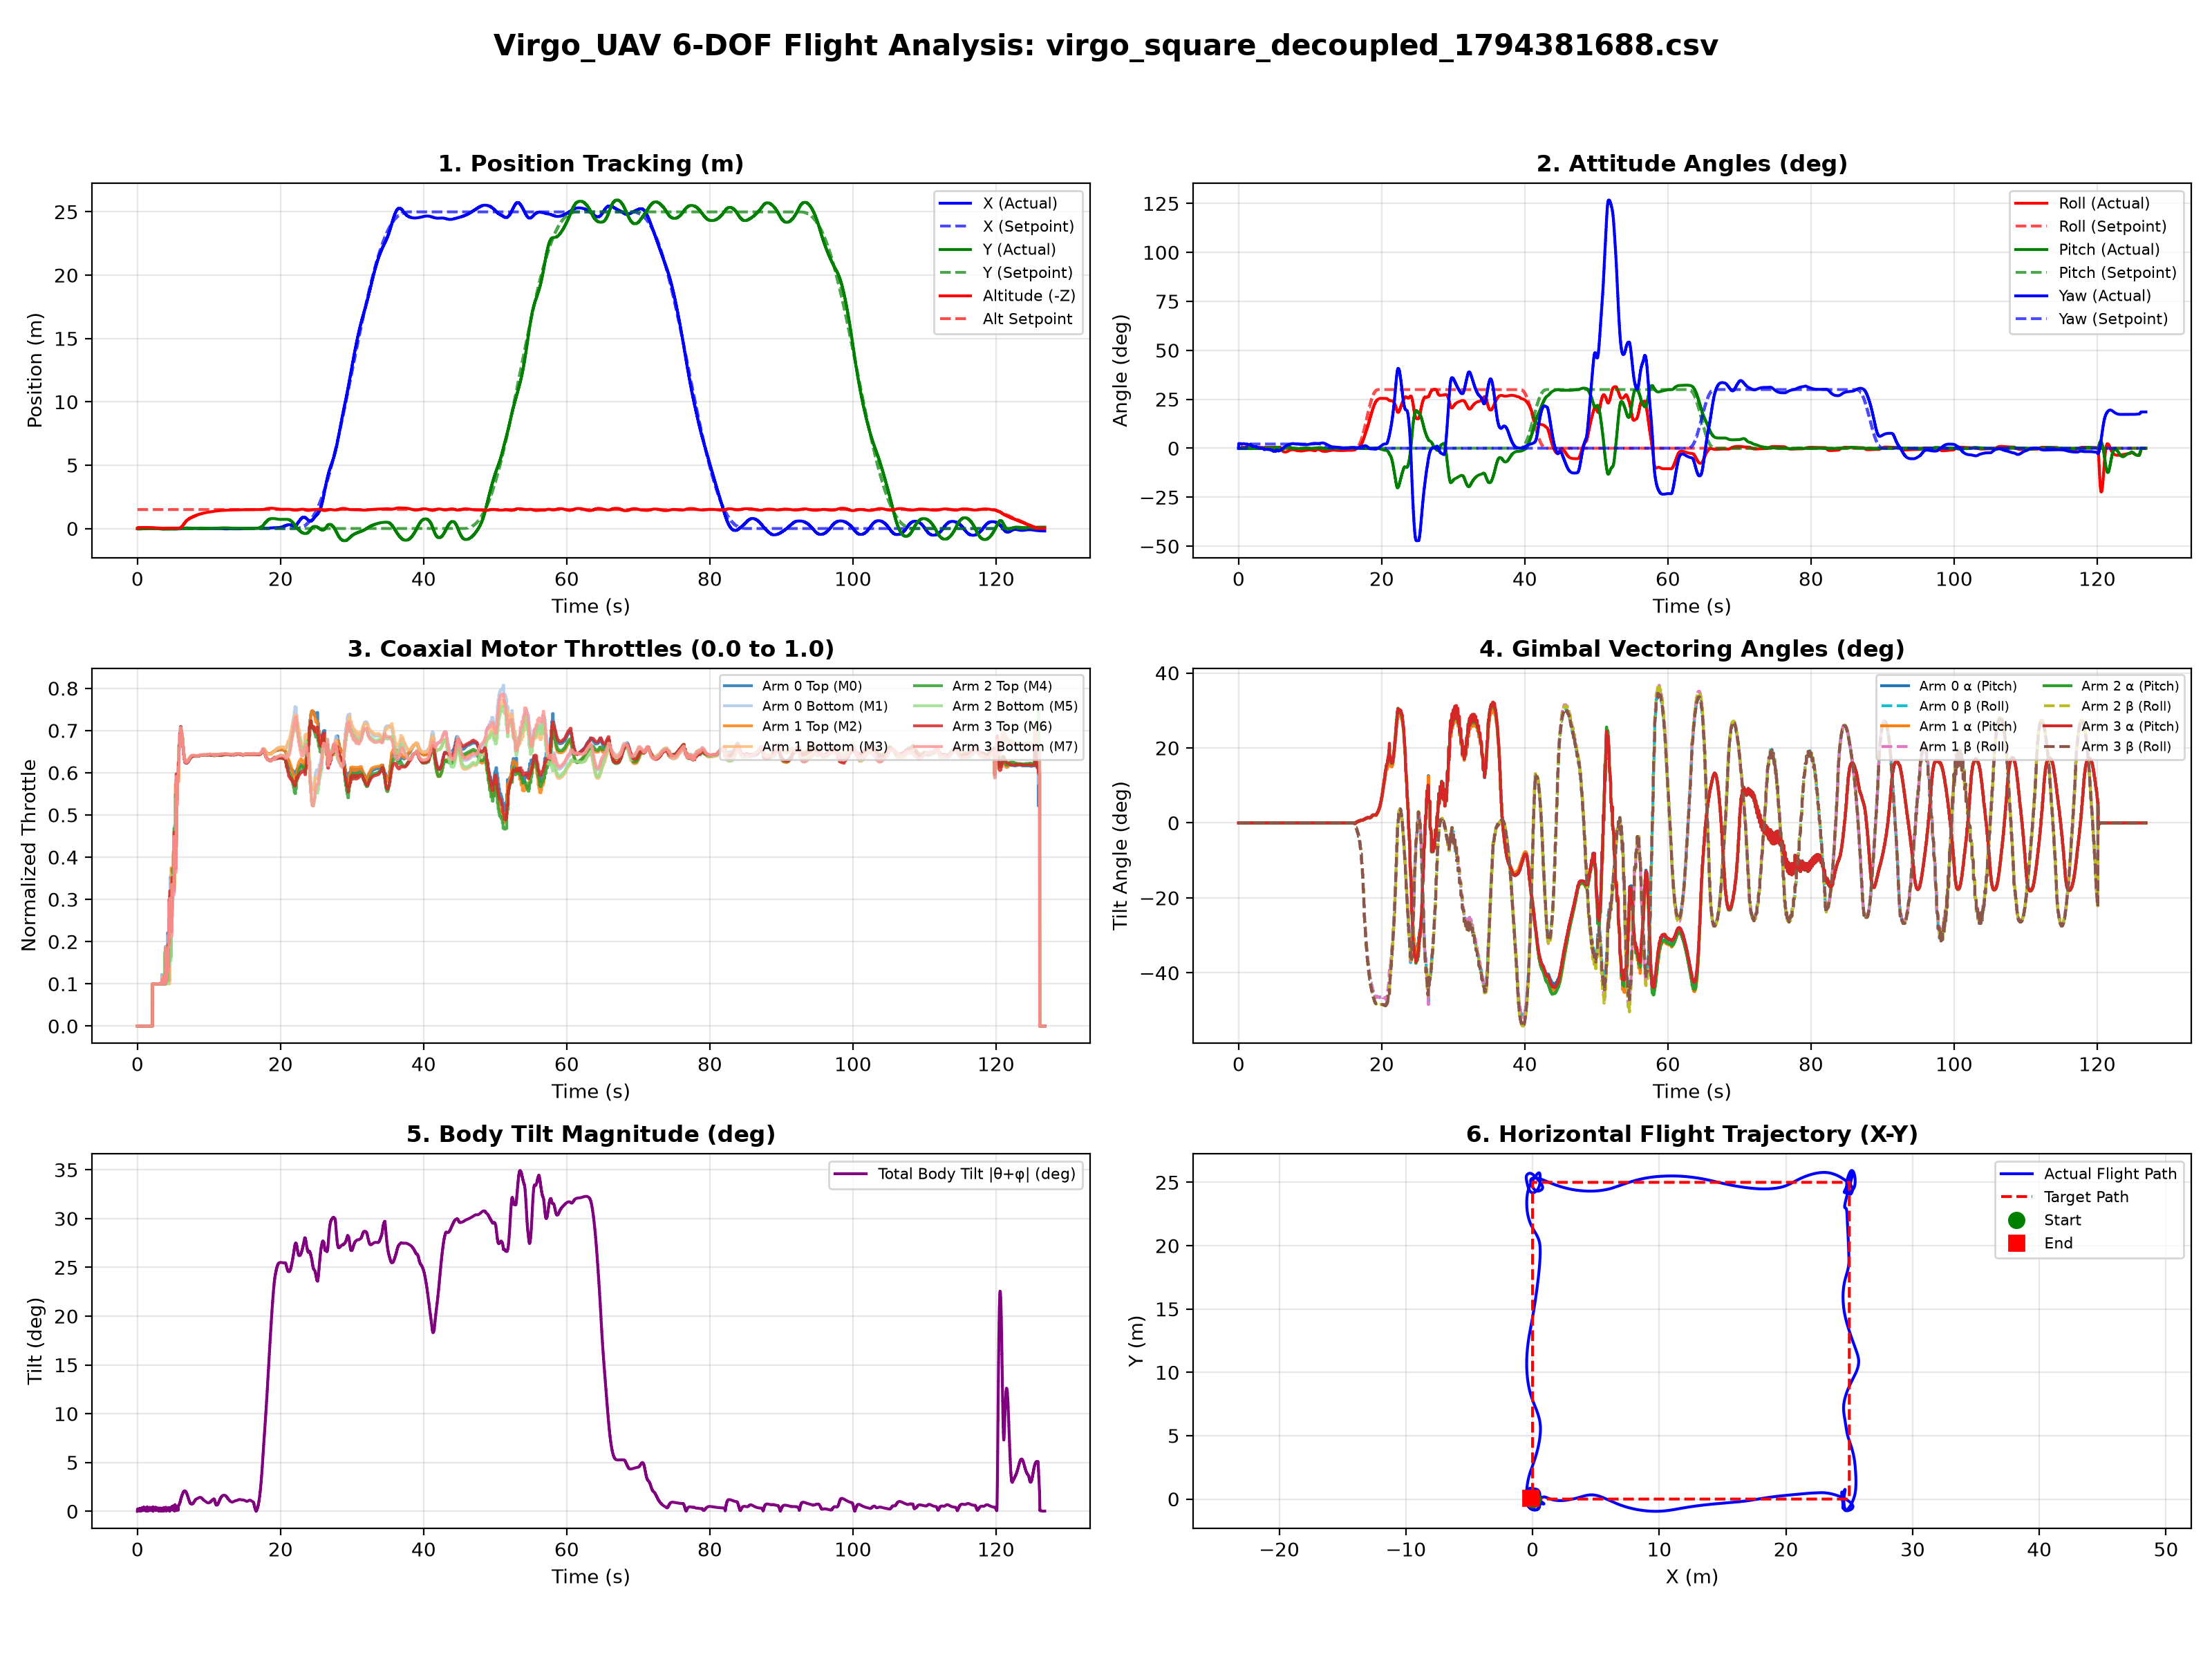 Virgo_UAV 6-DOF Flight Analysis: virgo_square_decoupled_1794381688.csv
1. Position Tracking (m)
Position (m)
25
20
15
10
5
0
X (Actual)
X (Setpoint)
Y (Actual)
Y (Setpoint)
Altitude (-Z)
Alt Setpoint
0 20 40 60 80 100 120
Time (s)
2. Attitude Angles (deg)
Angle (deg)
125
100
75
50
25
0
−25
−50
Roll (Actual)
Roll (Setpoint)
Pitch (Actual)
Pitch (Setpoint)
Yaw (Actual)
Yaw (Setpoint)
0 20 40 60 80 100 120
Time (s)
3. Coaxial Motor Throttles (0.0 to 1.0)
Normalized Throttle
0.8
0.7
0.6
0.5
0.4
0.3
0.2
0.1
0.0
Arm 0 Top (M0)
Arm 0 Bottom (M1)
Arm 1 Top (M2)
Arm 1 Bottom (M3)
Arm 2 Top (M4)
Arm 2 Bottom (M5)
Arm 3 Top (M6)
Arm 3 Bottom (M7)
0 20 40 60 80 100 120
Time (s)
4. Gimbal Vectoring Angles (deg)
Tilt Angle (deg)
40
20
0
−20
−40
Arm 0 α (Pitch)
Arm 0 β (Roll)
Arm 1 α (Pitch)
Arm 1 β (Roll)
Arm 2 α (Pitch)
Arm 2 β (Roll)
Arm 3 α (Pitch)
Arm 3 β (Roll)
0 20 40 60 80 100 120
Time (s)
5. Body Tilt Magnitude (deg)
Tilt (deg)
35
30
25
20
15
10
5
0
Total Body Tilt |θ+φ| (deg)
0 20 40 60 80 100 120
Time (s)
6. Horizontal Flight Trajectory (X-Y)
Y (m)
25
20
15
10
5
0
Actual Flight Path
Target Path
Start
End
−20 −10 0 10 20 30 40 50
X (m)